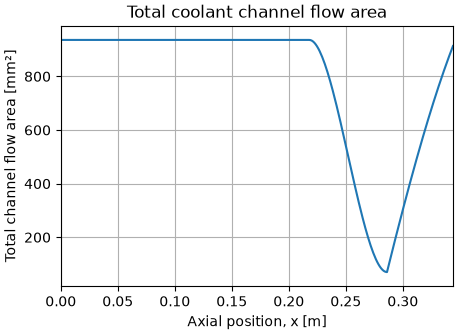 Total coolant channel flow area
Total channel flow area [mm²]
800
600
400
200
0.00 0.05 0.10 0.15 0.20 0.25 0.30
Axial position, x [m]